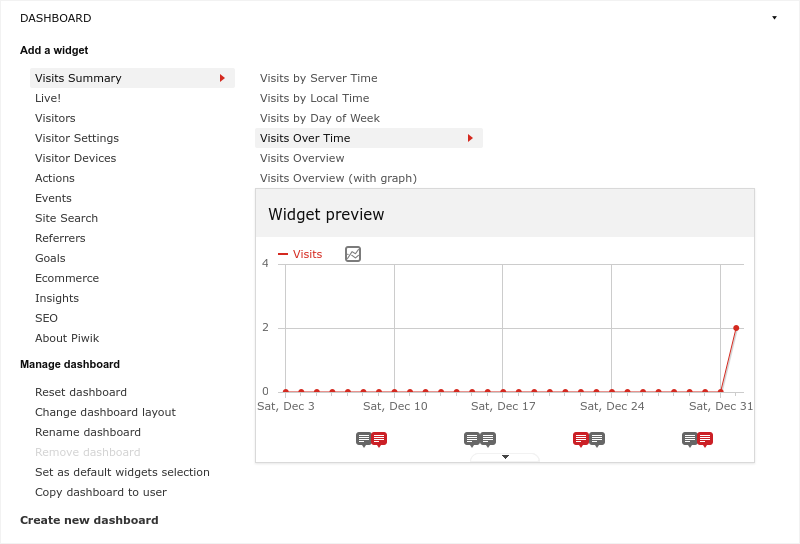 DASHBOARD
Add a widget
Visits Summary
Live!
Visitors
Visitor Settings
Visitor Devices
Actions
Events
Site Search
Referrers
Goals
Ecommerce
Insights
SEO
About Piwik
Visits by Server Time
Visits by Local Time
Visits by Day of Week
Visits Over Time
Visits Overview
Visits Overview (with graph)
Widget preview
Visits
4
2
0
Sat, Dec 3 Sat, Dec 10 Sat, Dec 17 Sat, Dec 24 Sat, Dec 31
Manage dashboard
Reset dashboard
Change dashboard layout
Rename dashboard
Remove dashboard
Set as default widgets selection
Copy dashboard to user
Create new dashboard